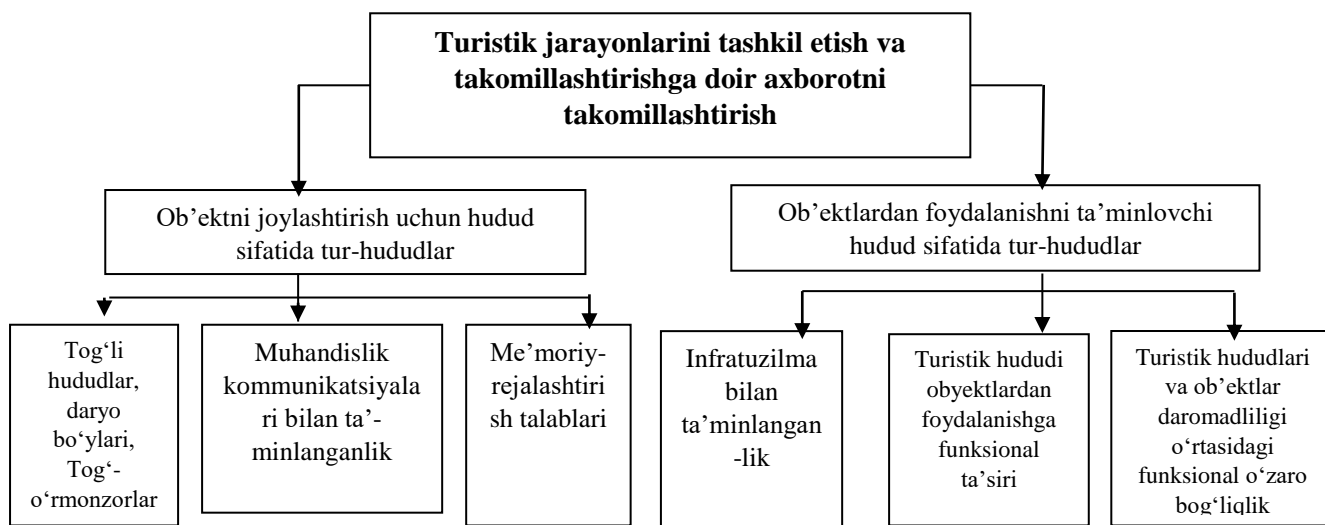 Turistik jarayonlarini tashkil etish va
takomillashtirishga doir axborotni
takomillashtirish
Ob’ektni joylashtirish uchun hudud
sifatida tur-hududlar
Ob’ektlardan foydalanishni ta’minlovchi
hudud sifatida tur-hududlar
Tog‘li
hududlar,
daryo
bo‘ylari,
Tog‘-
o‘rmonzorlar
Muhandislik
kommunikatsiyala
ri bilan ta’-
minlanganlik
Me’moriy-
rejalashtiri
sh talablari
Infratuzilma
bilan
ta’minlangan
-lik
Turistik hududi
obyektlardan
foydalanishga
funksional
ta’siri
Turistik hududlari
va ob’ektlar
daromadliligi
o‘rtasidagi
funksional o‘zaro
bog‘liqlik